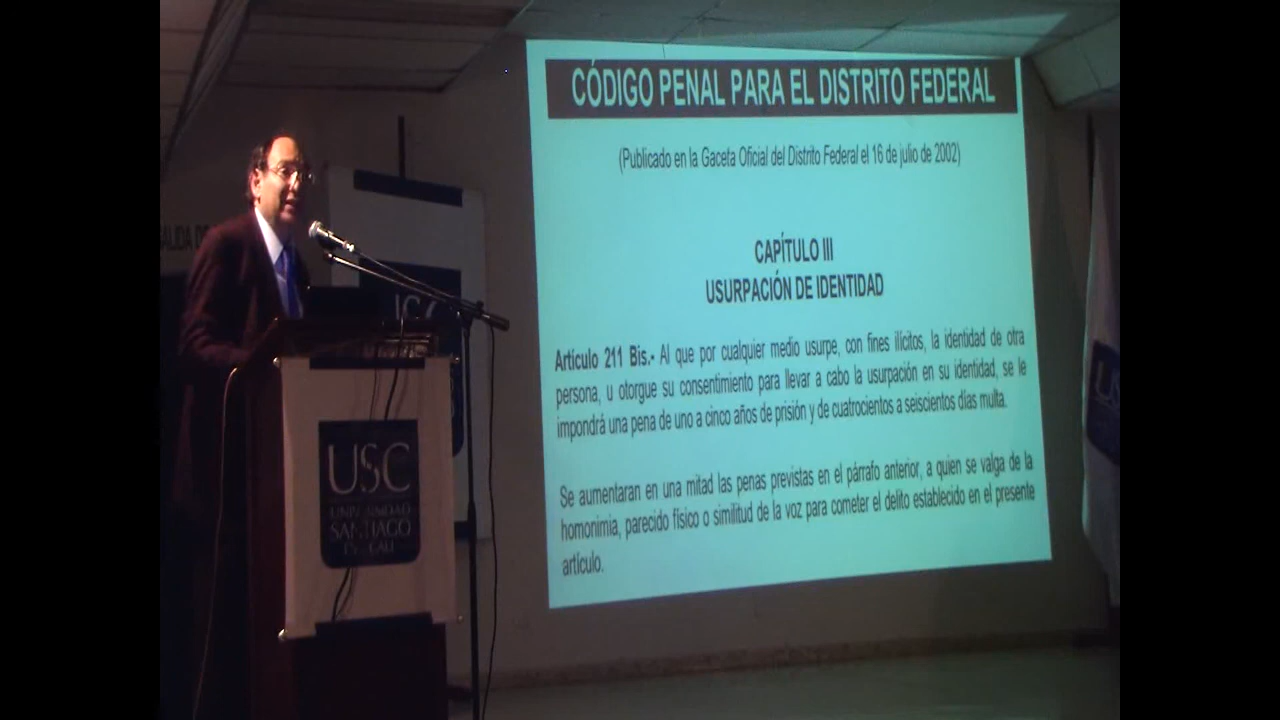 CÓDIGO PENAL PARA EL DISTRITO FEDERAL
(Publicado en la Gaceta Oficial del Distrito Federal el 16 de julio de 2002)
CAPÍTULO III
USURPACIÓN DE IDENTIDAD
Artículo 211 Bis.- Al que por cualquier medio usurpe, con fines ilícitos, la identidad de otra
persona, u otorgue su consentimiento para llevar a cabo la usurpación en su identidad, se le
impondrá una pena de uno a cinco años de prisión y de cuatrocientos a seiscientos días multa.
Se aumentaran en una mitad las penas previstas en el párrafo anterior, a quien se valga de la
homonimia, parecido físico o similitud de la voz para cometer el delito establecido en el presente
artículo.
SALIDA DE
USC
UNIVERSIDAD
SANTIAGO
DE CALI